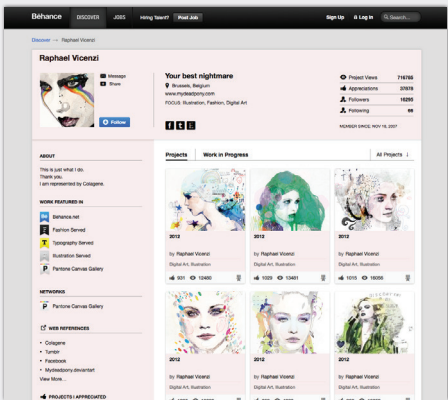 Béhance
DISCOVER
JOBS
Hiring Talent?
Post Job
Sign Up
Log In
Search...
Discover → Raphael Vicenzi
Raphael Vicenzi
Message
Share
Follow
Your best nightmare
Brussels, Belgium
www.mydeadpony.com
FOCUS: Illustration, Fashion, Digital Art
Project Views 716766
Appreciations 37878
Followers 16293
Following 66
MEMBER SINCE: NOV 19, 2007
ABOUT
This is just what I do.
Thank you
I am represented by Colagene.
WORK FEATURED IN
Behance.net
Fashion Served
Typography Served
Illustration Served
Pantone Canvas Gallery
NETWORKS
Pantone Canvas Gallery
WEB REFERENCES
Colagene
Tumblr
Facebook
Mydeadpony.deviantart
View More...
PROJECTS I APPRECIATED
Projects
Work in Progress
All Projects ↓
2012
by Raphael Vicenzi
Digital Art, Illustration
931 12460
2012
by Raphael Vicenzi
Digital Art, Illustration
1029 13481
2012
by Raphael Vicenzi
Digital Art, Illustration
1015 16056
2012
by Raphael Vicenzi
Digital Art, Illustration
2012
by Raphael Vicenzi
Digital Art, Illustration
2012
by Raphael Vicenzi
Digital Art, Illustration